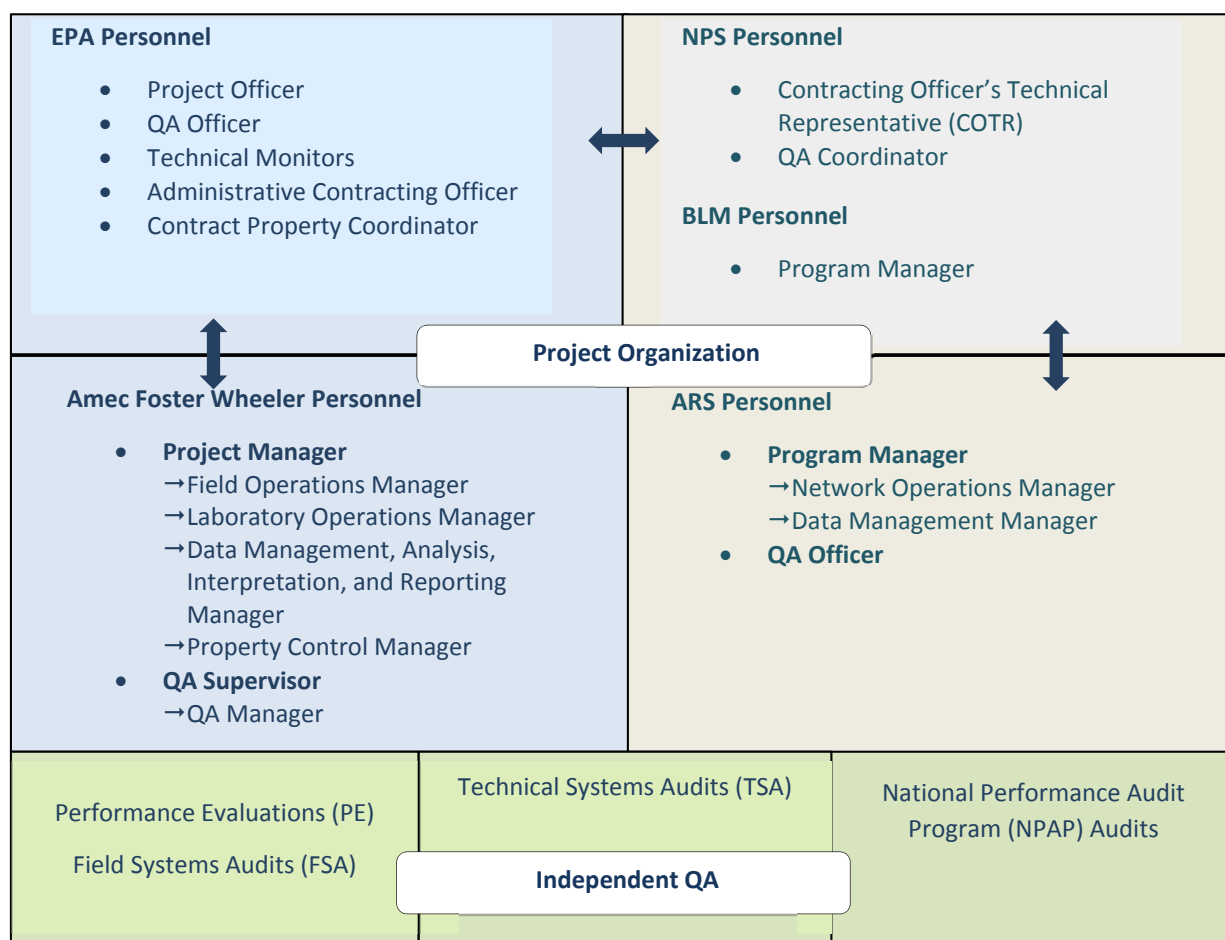 EPA Personnel
• Project Officer
• QA Officer
• Technical Monitors
• Administrative Contracting Officer
• Contract Property Coordinator
NPS Personnel
• Contracting Officer’s Technical
Representative (COTR)
• QA Coordinator
BLM Personnel
• Program Manager
Project Organization
Amec Foster Wheeler Personnel
• Project Manager
→Field Operations Manager
→Laboratory Operations Manager
→Data Management, Analysis,
Interpretation, and Reporting
Manager
→Property Control Manager
• QA Supervisor
→QA Manager
ARS Personnel
• Program Manager
→Network Operations Manager
→Data Management Manager
• QA Officer
Performance Evaluations (PE)
Field Systems Audits (FSA)
Technical Systems Audits (TSA)
National Performance Audit
Program (NPAP) Audits
Independent QA